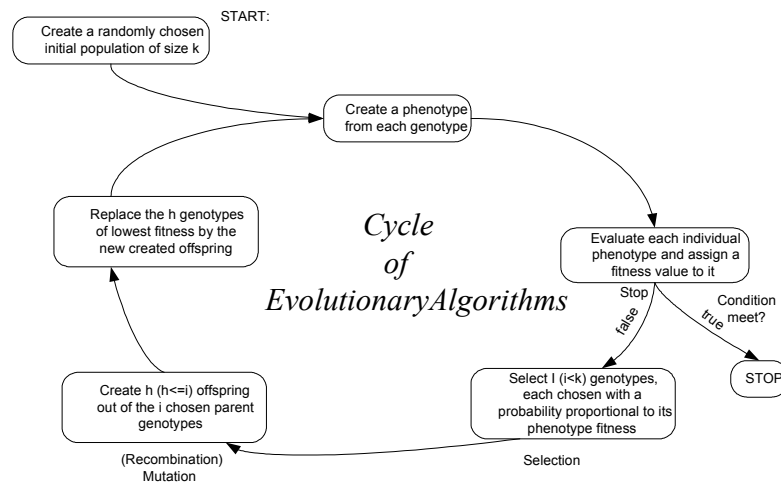 START:
Create a randomly chosen
initial population of size k
Create a phenotype
from each genotype
Replace the h genotypes
of lowest fitness by the
new created offspring
Cycle
of
EvolutionaryAlgorithms
Evaluate each individual
phenotype and assign a
fitness value to it
Stop
Condition
meet?
false
true
STOP
Select I (i<k) genotypes,
each chosen with a
probability proportional to its
phenotype fitness
Selection
Create h (h<=i) offspring
out of the i chosen parent
genotypes
(Recombination)
Mutation